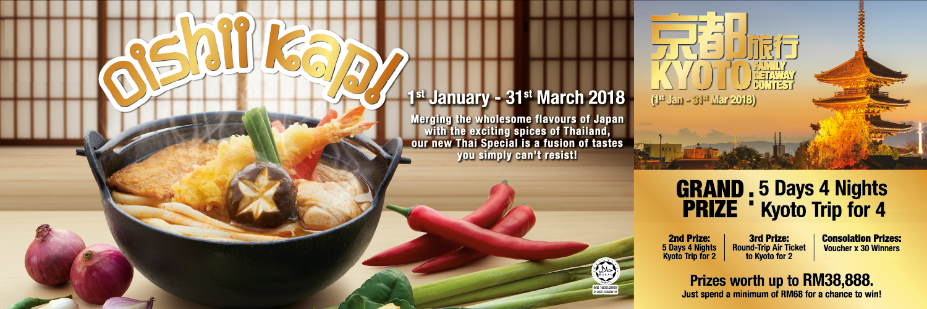 Oishii Kap!
1st January - 31st March 2018
Merging the wholesome flavours of Japan
with the exciting spices of Thailand,
our new Thai Special is a fusion of tastes
you simply can't resist!
京都旅行
KYOTO FAMILY GETAWAY CONTEST
(1st Jan - 31st Mar 2018)
GRAND PRIZE : 5 Days 4 Nights
Kyoto Trip for 4
2nd Prize:
5 Days 4 Nights
Kyoto Trip for 2
3rd Prize:
Round-Trip Air Ticket
to Kyoto for 2
Consolation Prizes:
Voucher x 30 Winners
Prizes worth up to RM38,888.
Just spend a minimum of RM68 for a chance to win!